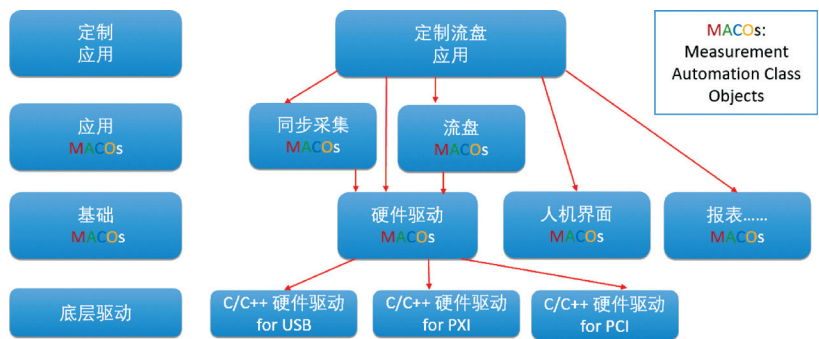 定制
应用
定制流盘
应用
MACOs:
Measurement
Automation Class
Objects
应用
MACOs
同步采集
MACOs
流盘
MACOs
基础
MACOs
硬件驱动
MACOs
人机界面
MACOs
报表……
MACOs
底层驱动
C/C++ 硬件驱动
for USB
C/C++ 硬件驱动
for PXI
C/C++ 硬件驱动
for PCI